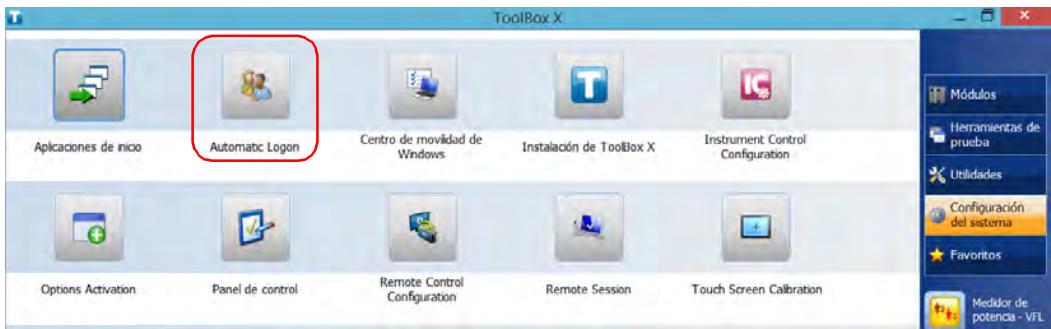 ToolBox X
Aplicaciones de inicio
Automatic Logon
Centro de movilidad de
Windows
Instalación de ToolBox X
Instrument Control
Configuration
Options Activation
Panel de control
Remote Control
Configuration
Remote Session
Touch Screen Calibration
Módulos
Herramientas de
prueba
Utilidades
Configuración
del sistema
Favoritos
Medidor de
potencia - VFL